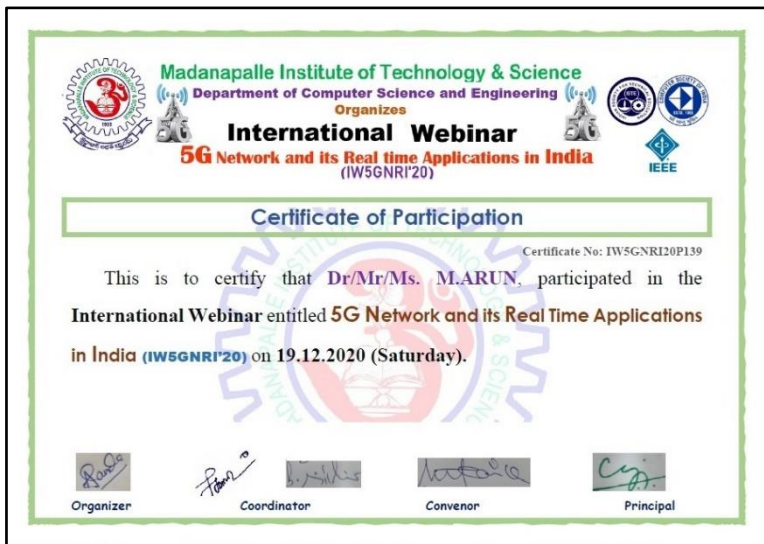 Madanapalle Institute of Technology & Science
Department of Computer Science and Engineering
Organizes
International Webinar
5G Network and its Real time Applications in India
(IW5GNRI'20)
5G
5G
IEEE
Certificate of Participation
Certificate No: IW5GNRI20P139
This is to certify that Dr/Mr/Ms. M.ARUN, participated in the
International Webinar entitled 5G Network and its Real Time Applications
in India (IW5GNRI'20) on 19.12.2020 (Saturday).
Organizer Coordinator Convenor Principal